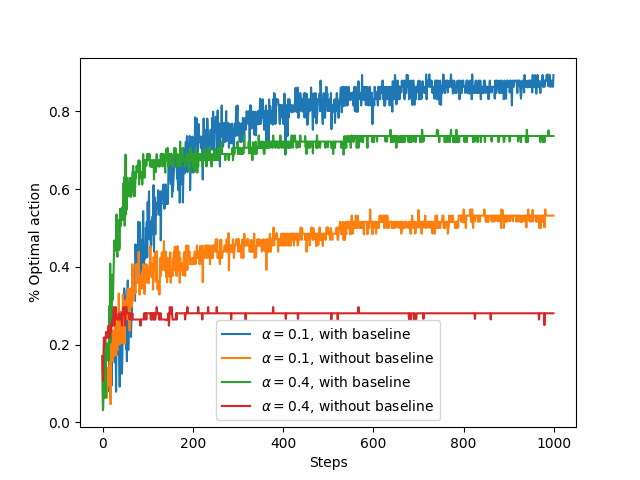 % Optimal action
0.8
0.6
0.4
0.2
0.0
α = 0.1, with baseline
α = 0.1, without baseline
α = 0.4, with baseline
α = 0.4, without baseline
0 200 400 600 800 1000
Steps